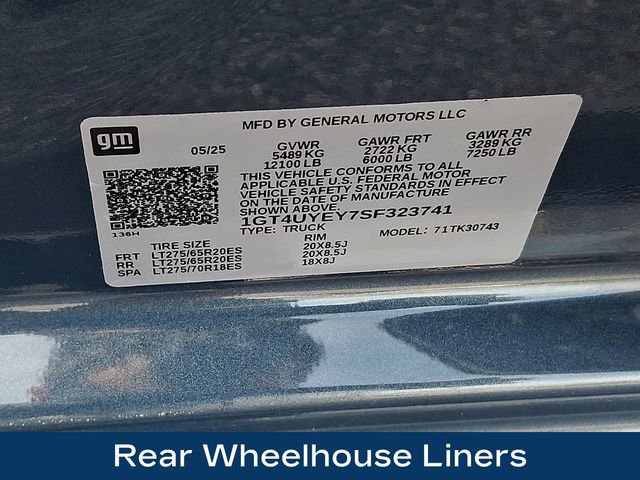 gm
MFD BY GENERAL MOTORS LLC
05/25 GVWR GAWR FRT GAWR RR
5489 KG 2722 KG 3289 KG
12100 LB 6000 LB 7250 LB
THIS VEHICLE CONFORMS TO ALL
APPLICABLE U.S. FEDERAL MOTOR
VEHICLE SAFETY STANDARDS IN EFFECT
ON THE DATE OF MANUFACTURE
SHOWN ABOVE.
1GT4UYEY7SF323741
136H TYPE: TRUCK MODEL: 71TK30743
TIRE SIZE RIM
FRT LT275/65R20ES 20X8.5J
RR LT275/65R20ES 20X8.5J
SPA LT275/70R18ES 18X8J
Rear Wheelhouse Liners